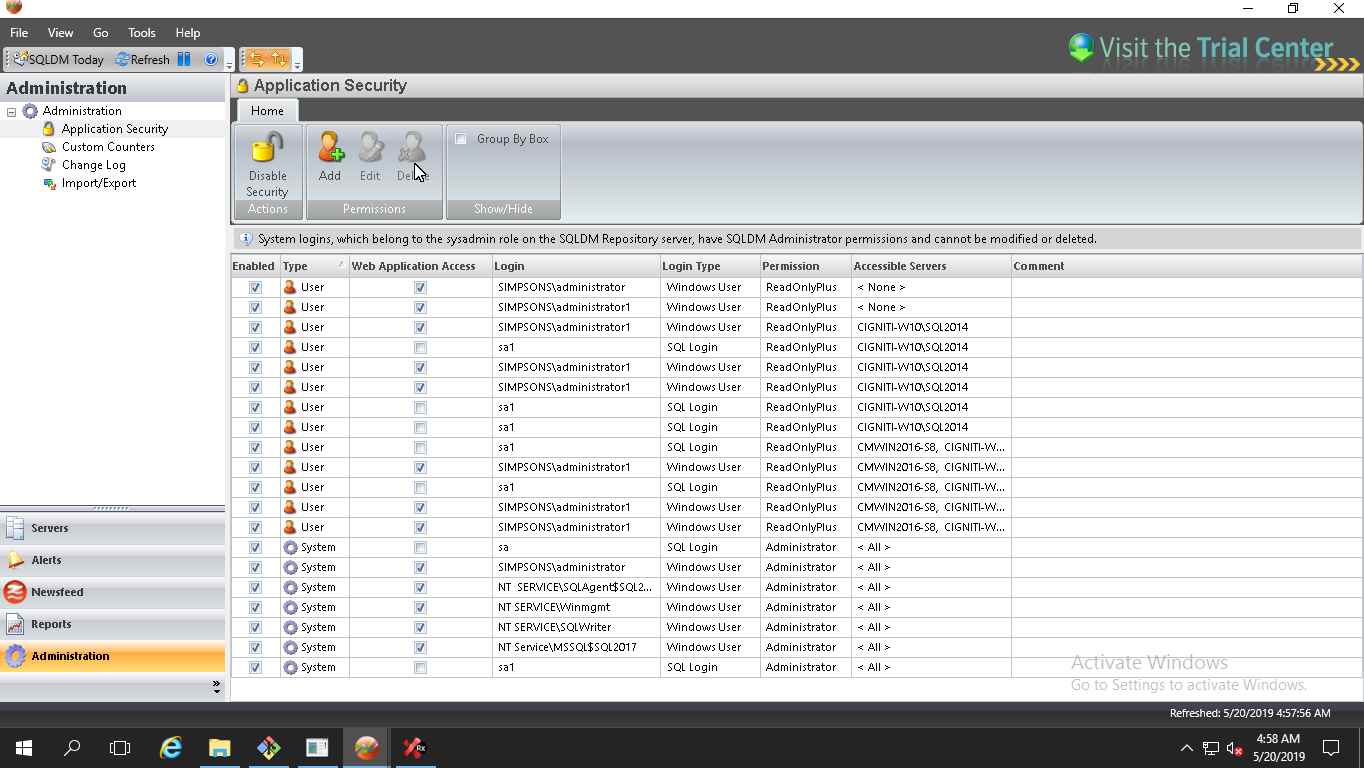 File View Go Tools Help
SQLDM Today Refresh
Visit the Trial Center
Administration
Administration
Application Security
Custom Counters
Change Log
Import/Export
Application Security
Home
Disable Security
Actions
Add Edit
Permissions
Group By Box
Show/Hide
System logins, which belong to the sysadmin role on the SQLDM Repository server, have SQLDM Administrator permissions and cannot be modified or deleted.
Enabled Type Web Application Access Login Login Type Permission Accessible Servers Comment
User SIMPSONS\administrator Windows User ReadOnlyPlus < None >
User SIMPSONS\administrator1 Windows User ReadOnlyPlus < None >
User SIMPSONS\administrator1 Windows User ReadOnlyPlus CIGNITI-W10\SQL2014
User sa1 SQL Login ReadOnlyPlus CIGNITI-W10\SQL2014
User SIMPSONS\administrator1 Windows User ReadOnlyPlus CIGNITI-W10\SQL2014
User SIMPSONS\administrator1 Windows User ReadOnlyPlus CIGNITI-W10\SQL2014
User sa1 SQL Login ReadOnlyPlus CIGNITI-W10\SQL2014
User sa1 SQL Login ReadOnlyPlus CIGNITI-W10\SQL2014
User sa1 SQL Login ReadOnlyPlus CMWIN2016-S8, CIGNITI-W...
User SIMPSONS\administrator1 Windows User ReadOnlyPlus CMWIN2016-S8, CIGNITI-W...
User sa1 SQL Login ReadOnlyPlus CMWIN2016-S8, CIGNITI-W...
User SIMPSONS\administrator1 Windows User ReadOnlyPlus CMWIN2016-S8, CIGNITI-W...
User SIMPSONS\administrator1 Windows User ReadOnlyPlus CMWIN2016-S8, CIGNITI-W...
System sa SQL Login Administrator < All >
System SIMPSONS\administrator Windows User Administrator < All >
System NT SERVICE\SQLAgent$SQL2... Windows User Administrator < All >
System NT SERVICE\Winmgmt Windows User Administrator < All >
System NT SERVICE\SQLWriter Windows User Administrator < All >
System NT Service\MSSQL$SQL2017 Windows User Administrator < All >
System sa1 SQL Login Administrator < All >
Servers
Alerts
Newsfeed
Reports
Administration
Activate Windows
Go to Settings to activate Windows.
Refreshed: 5/20/2019 4:57:56 AM
Rx
4:58 AM
5/20/2019